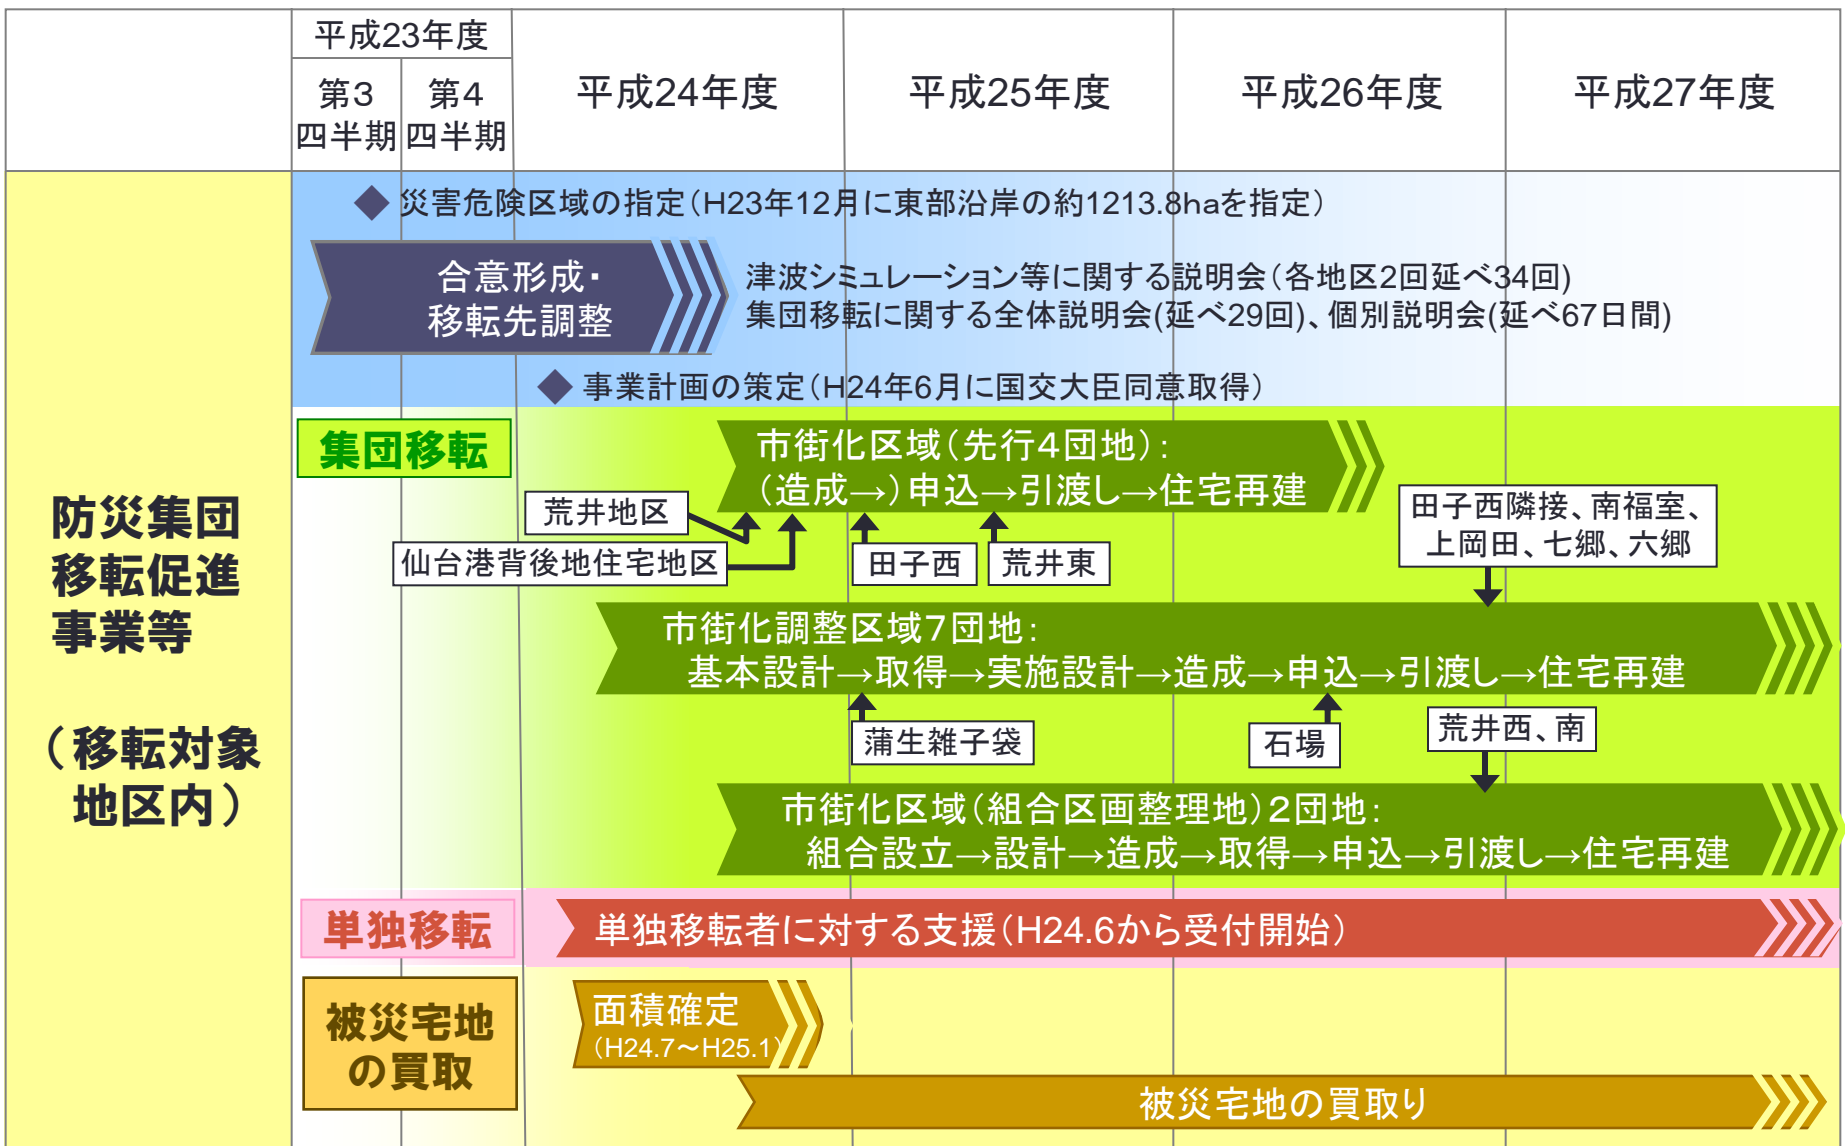 平成23年度
第3
四半期
第4
四半期
平成24年度
平成25年度
平成26年度
平成27年度
防災集団
移転促進
事業等
（移転対象
地区内）
◆ 災害危険区域の指定（H23年12月に東部沿岸の約1213.8haを指定）
合意形成・
移転先調整
津波シミュレーション等に関する説明会（各地区2回延べ34回)
集団移転に関する全体説明会(延べ29回)、個別説明会(延べ67日間)
◆ 事業計画の策定（H24年6月に国交大臣同意取得）
集団移転
市街化区域（先行4団地）：
（造成→）申込→引渡し→住宅再建
荒井地区
仙台港背後地住宅地区
田子西
荒井東
田子西隣接、南福室、
上岡田、七郷、六郷
市街化調整区域7団地：
基本設計→取得→実施設計→造成→申込→引渡し→住宅再建
蒲生雑子袋
石場
荒井西、南
市街化区域（組合区画整理地）2団地：
組合設立→設計→造成→取得→申込→引渡し→住宅再建
単独移転
単独移転者に対する支援（H24.6から受付開始）
被災宅地
の買取
面積確定
（H24.7～H25.1）
被災宅地の買取り